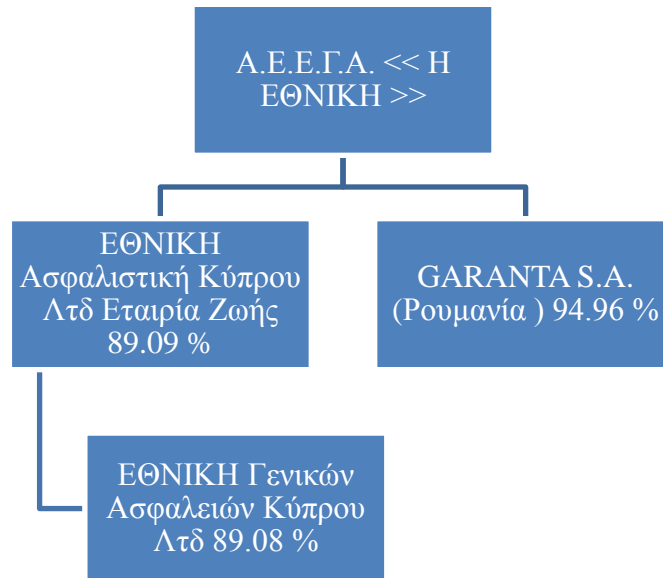 Α.Ε.Ε.Γ.Α. << Η
ΕΘΝΙΚΗ >>
ΕΘΝΙΚΗ
Ασφαλιστική Κύπρου
Λτδ Εταιρία Ζωής
89.09 %
GARANTA S.A.
(Ρουμανία ) 94.96 %
ΕΘΝΙΚΗ Γενικών
Ασφαλειών Κύπρου
Λτδ 89.08 %